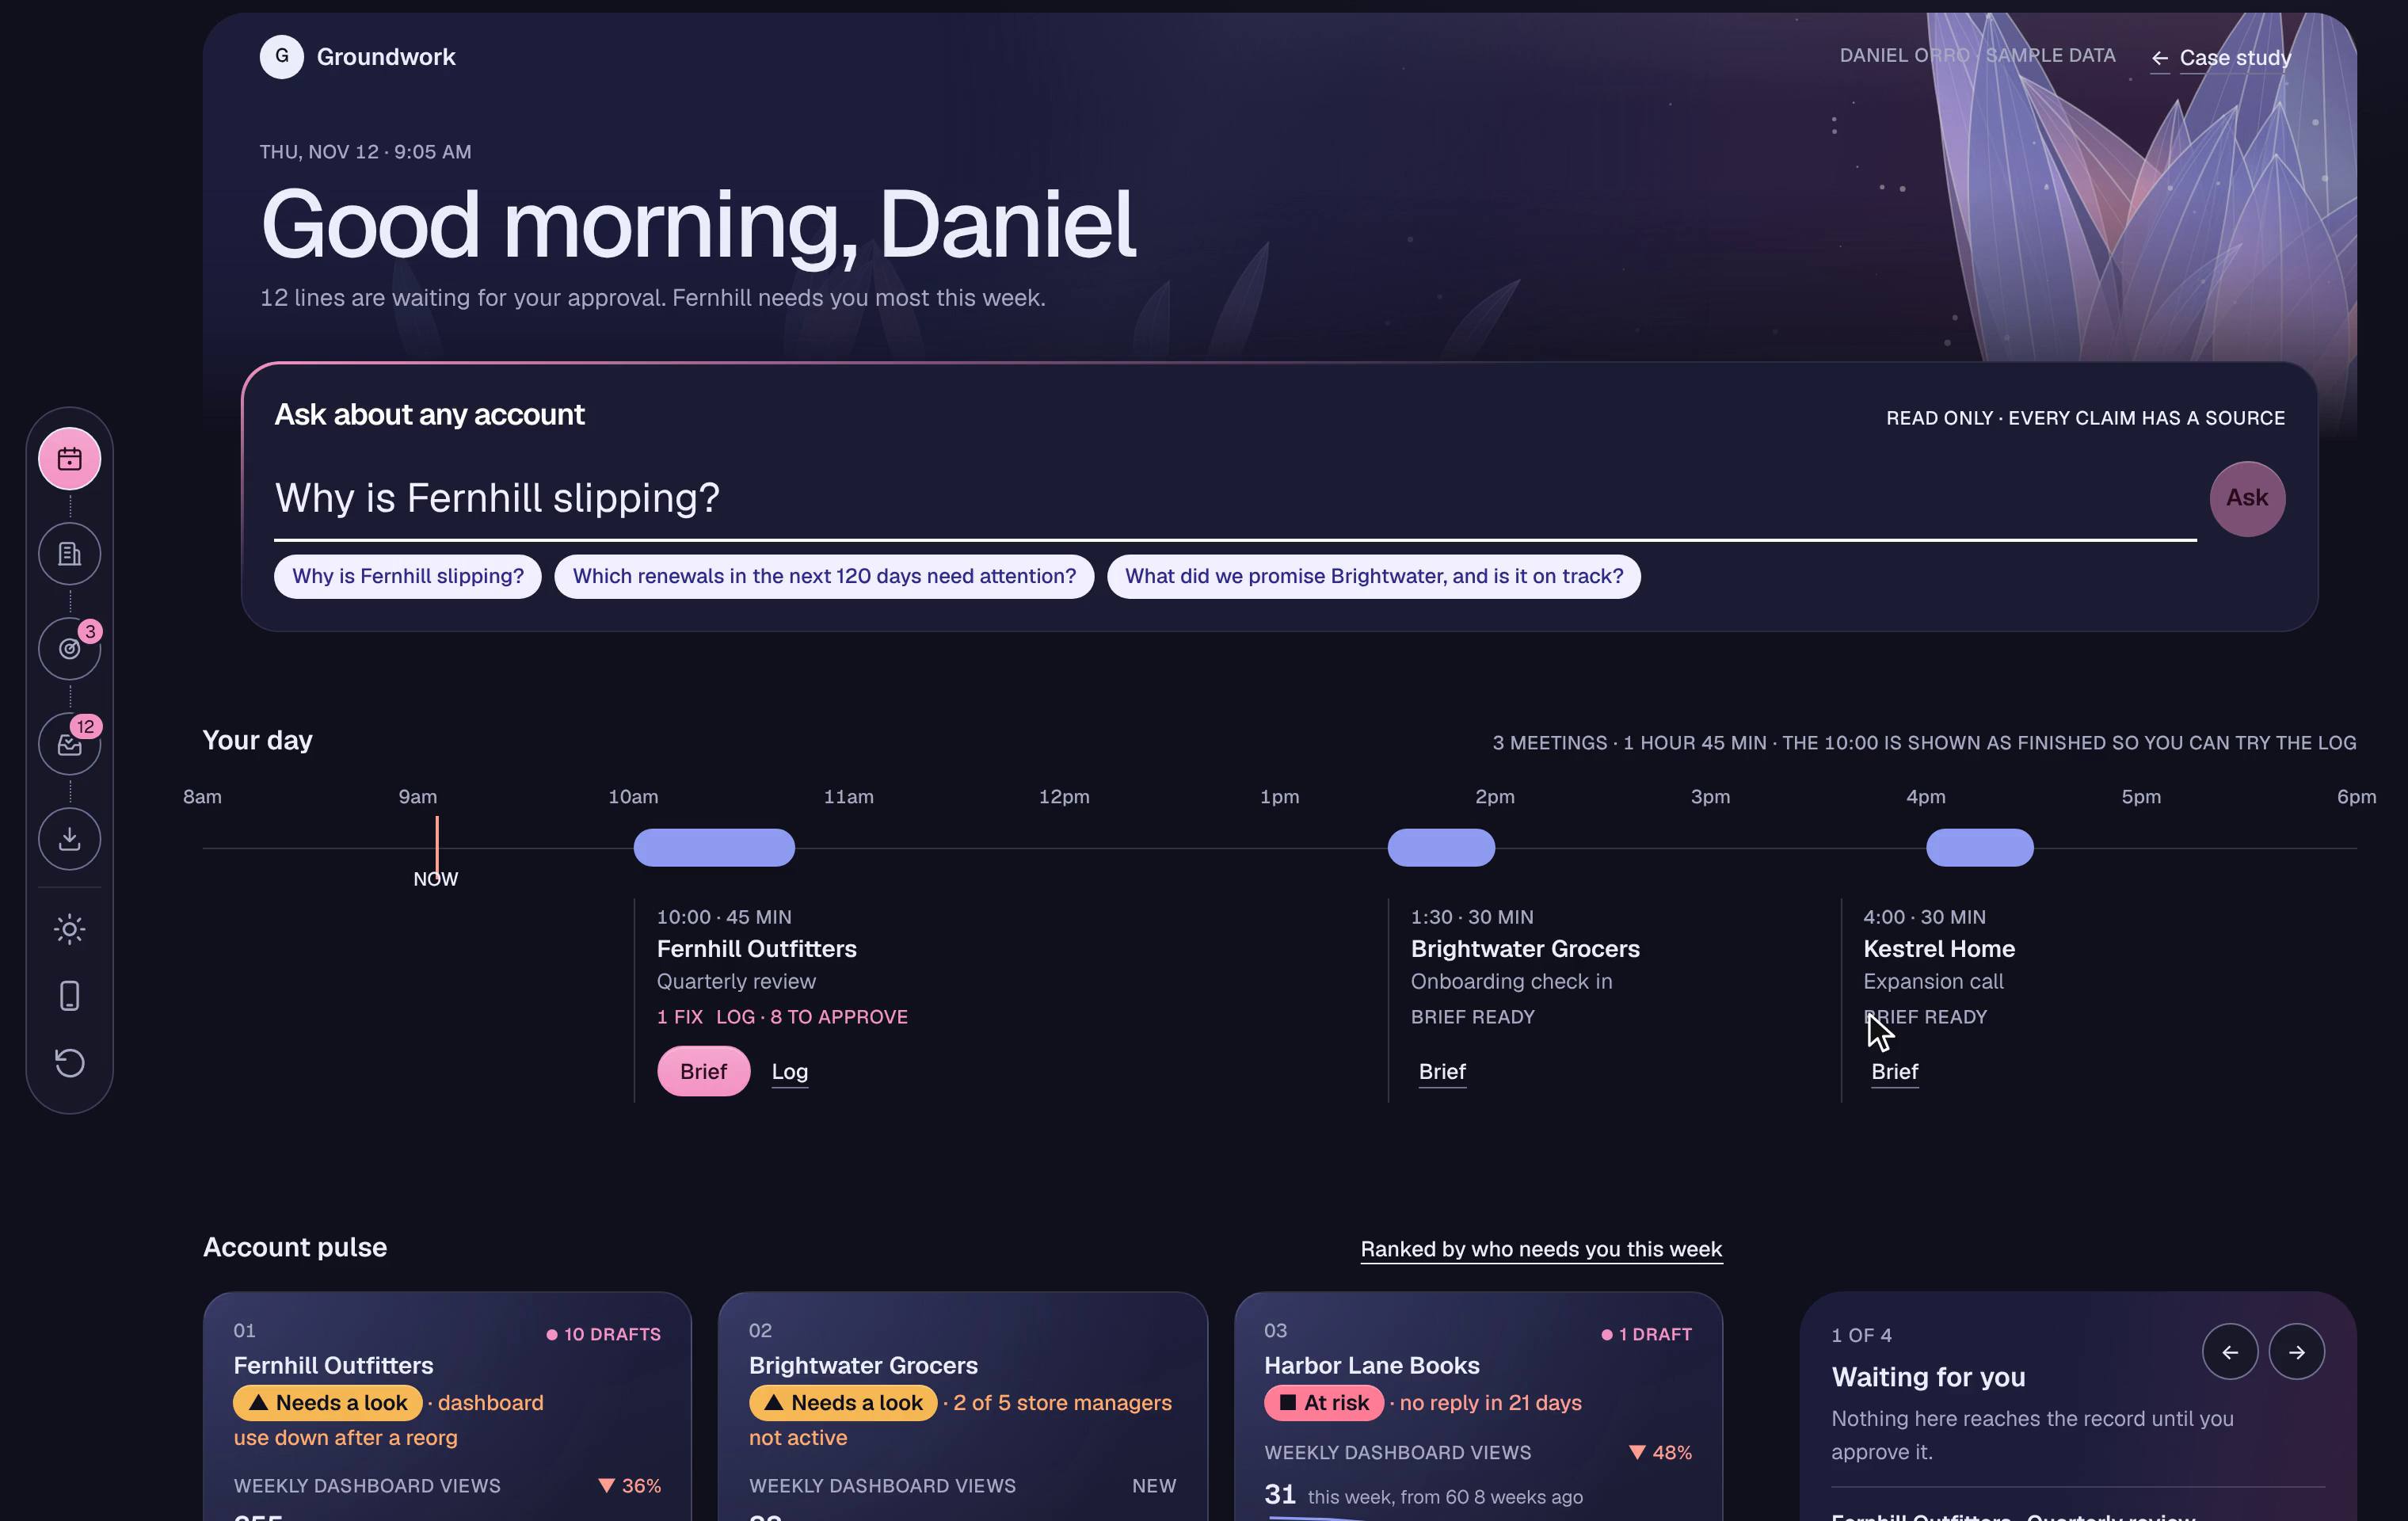 G Groundwork
DANIEL ORRO · SAMPLE DATA
← Case study
THU, NOV 12 · 9:05 AM
Good morning, Daniel
12 lines are waiting for your approval. Fernhill needs you most this week.
Ask about any account
READ ONLY · EVERY CLAIM HAS A SOURCE
Why is Fernhill slipping?
Ask
Why is Fernhill slipping?
Which renewals in the next 120 days need attention?
What did we promise Brightwater, and is it on track?
3
12
Your day
3 MEETINGS · 1 HOUR 45 MIN · THE 10:00 IS SHOWN AS FINISHED SO YOU CAN TRY THE LOG
8am 9am 10am 11am 12pm 1pm 2pm 3pm 4pm 5pm 6pm
NOW
10:00 · 45 MIN
Fernhill Outfitters
Quarterly review
1 FIX LOG · 8 TO APPROVE
Brief Log
1:30 · 30 MIN
Brightwater Grocers
Onboarding check in
BRIEF READY
Brief
4:00 · 30 MIN
Kestrel Home
Expansion call
BRIEF READY
Brief
Account pulse
Ranked by who needs you this week
01
10 DRAFTS
Fernhill Outfitters
▲ Needs a look · dashboard
use down after a reorg
WEEKLY DASHBOARD VIEWS ▼ 36%
02
Brightwater Grocers
▲ Needs a look · 2 of 5 store managers
not active
WEEKLY DASHBOARD VIEWS NEW
03
1 DRAFT
Harbor Lane Books
■ At risk · no reply in 21 days
WEEKLY DASHBOARD VIEWS ▼ 48%
31 this week, from 60 8 weeks ago
1 OF 4
← →
Waiting for you
Nothing here reaches the record until you
approve it.
Fernhill Outfitters · Quarterly review